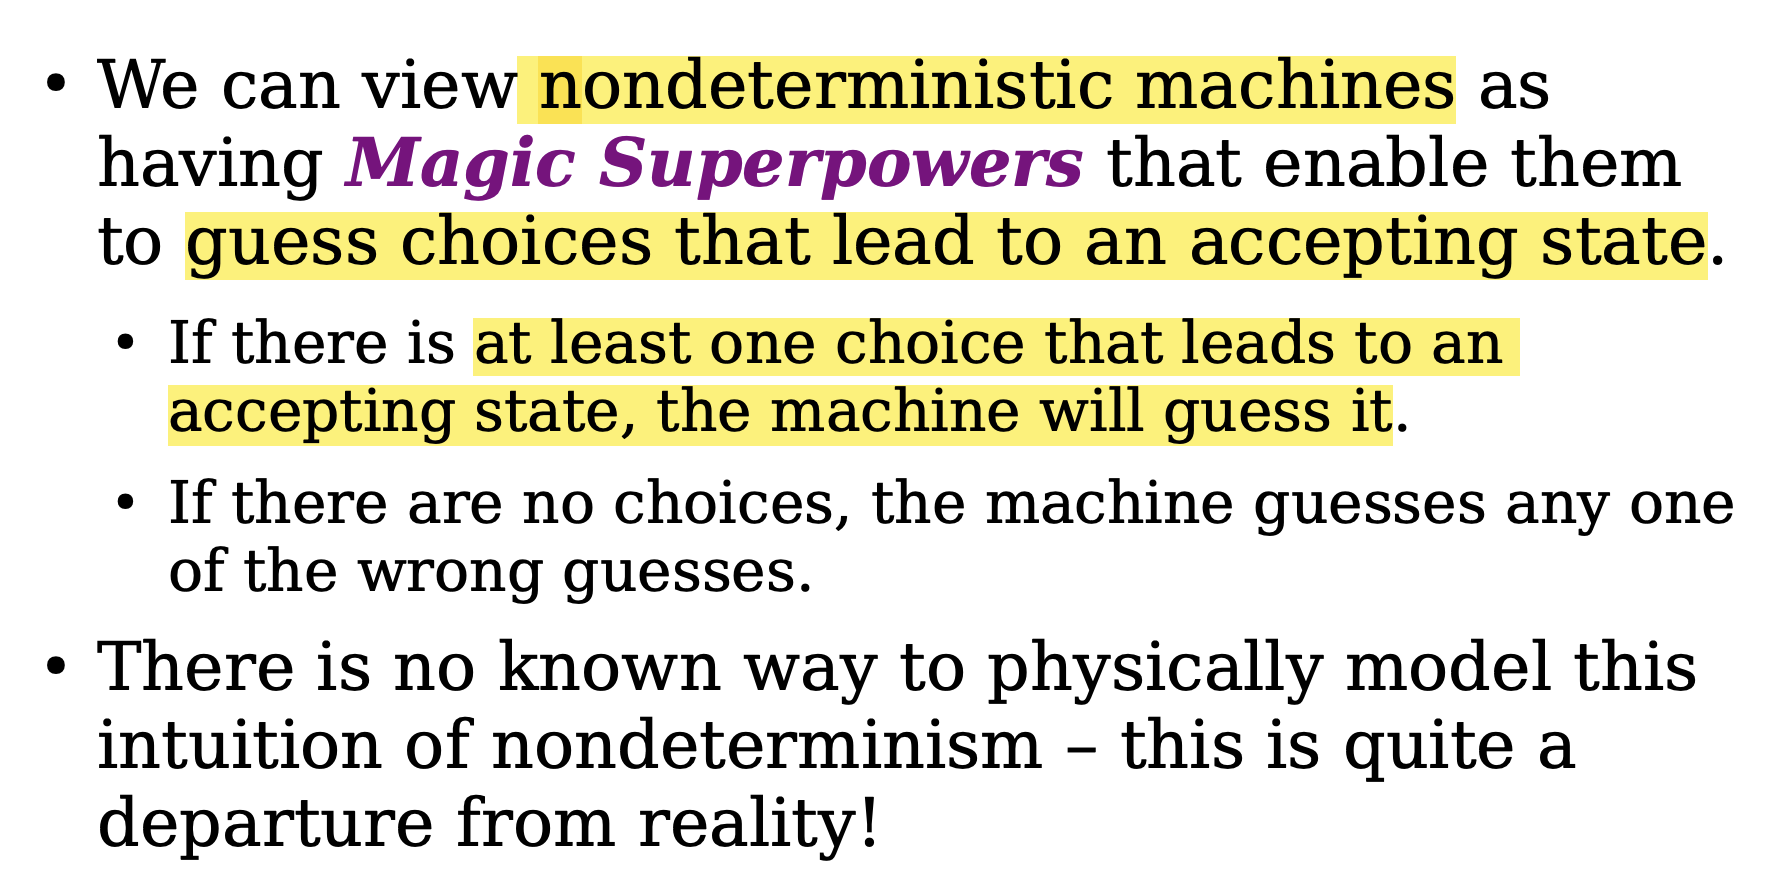 • We can view nondeterministic machines as
having Magic Superpowers that enable them
to guess choices that lead to an accepting state.
• If there is at least one choice that leads to an
accepting state, the machine will guess it.
• If there are no choices, the machine guesses any one
of the wrong guesses.
• There is no known way to physically model this
intuition of nondeterminism – this is quite a
departure from reality!